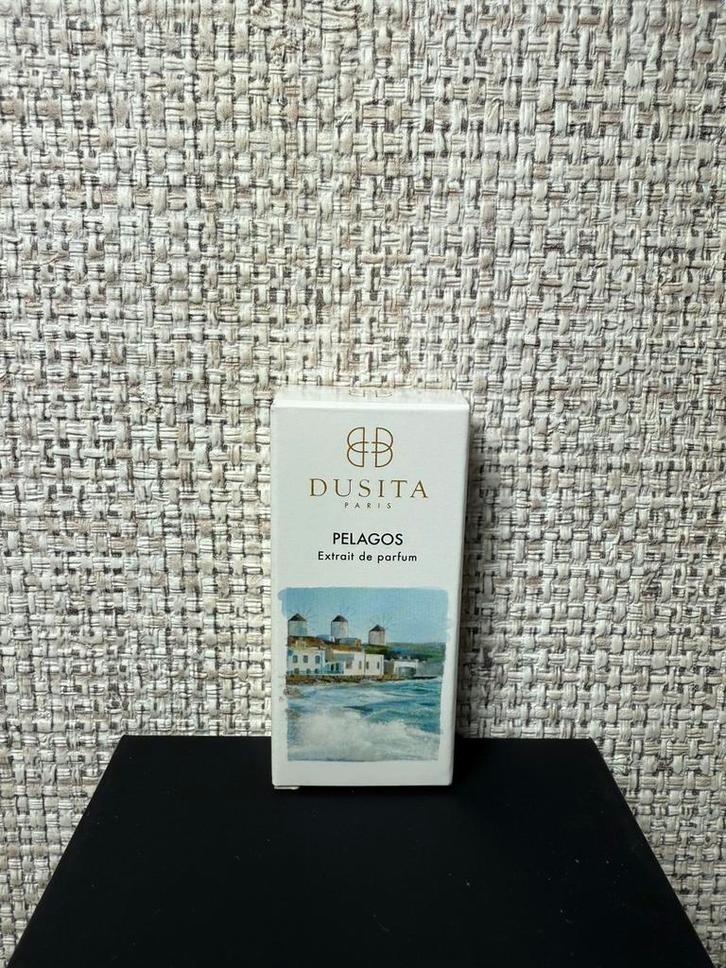 DUSITA
PARIS
PELAGOS
Extrait de parfum